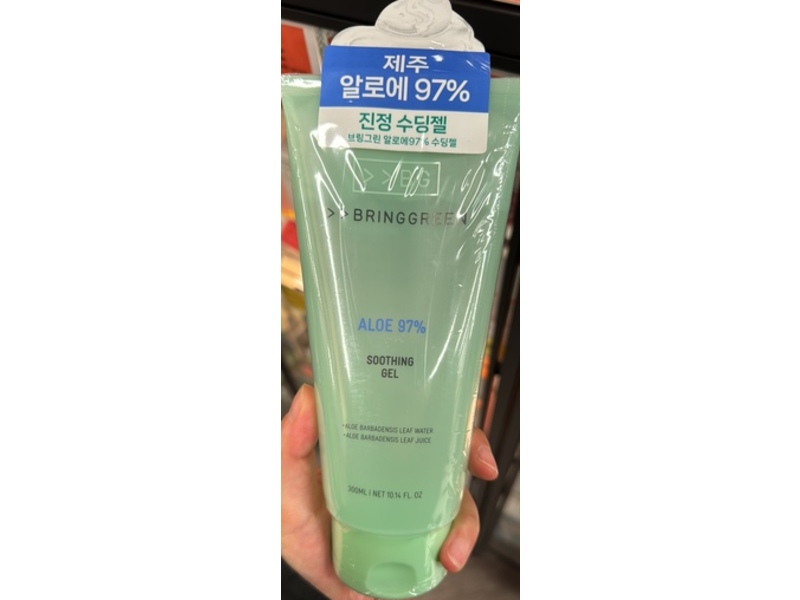 제주
알로에 97%
진정 수딩젤
브링그린 알로에97% 수딩젤
>>BG
>>BRINGGREEN
ALOE 97%
SOOTHING
GEL
•ALOE BARBADENSIS LEAF WATER
•ALOE BARBADENSIS LEAF JUICE
300ML | NET 10.14 FL. OZ